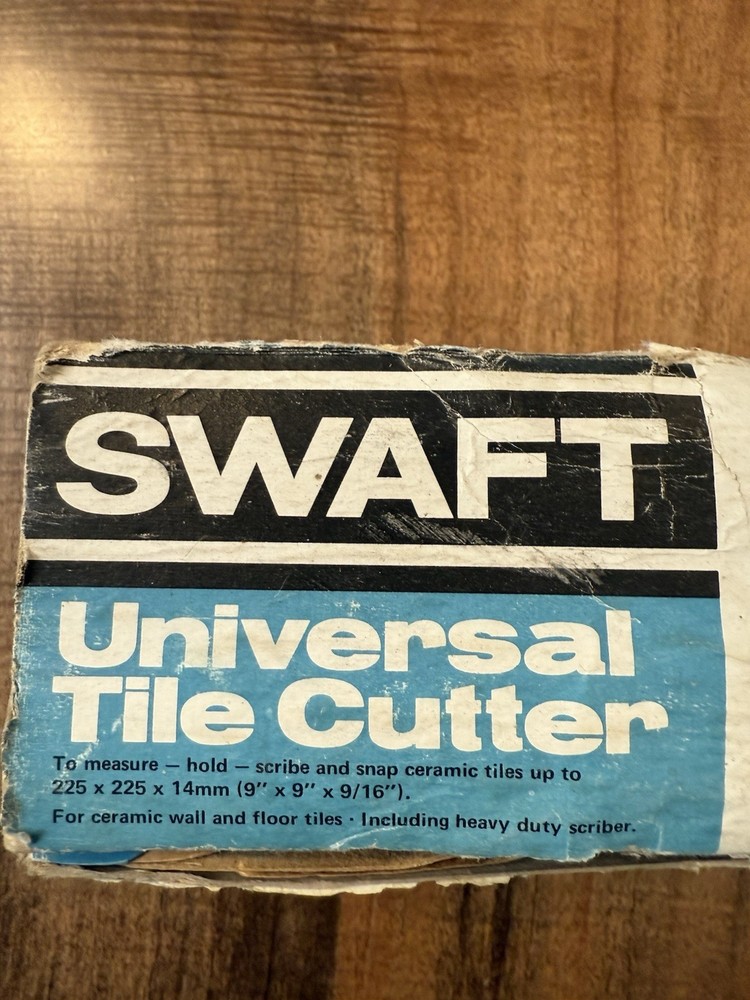 SWAFT
Universal
Tile Cutter
To measure — hold — scribe and snap ceramic tiles up to
225 x 225 x 14mm (9″ x 9″ x 9/16″).
For ceramic wall and floor tiles · Including heavy duty scriber.